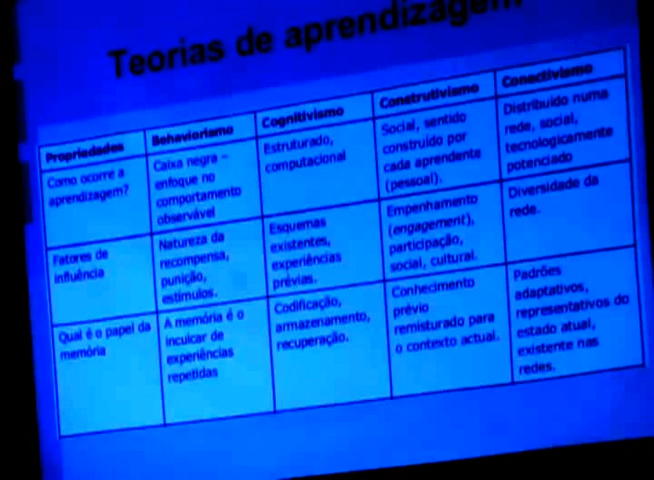 Teorias de aprendizagem
Propriedades
Behaviorismo
Cognitivismo
Construtivismo
Conectivismo
Como ocorre a
aprendizagem?
Caixa negra –
enfoque no
comportamento
observável
Estruturado,
computacional
Social, sentido
construído por
cada aprendente
(pessoal).
Distribuído numa
rede, social,
tecnologicamente
potenciado
Fatores de
influência
Natureza da
recompensa,
punição,
estímulos.
Esquemas
existentes,
experiências
prévias.
Empenhamento
(engagement),
participação,
social, cultural.
Diversidade da
rede.
Qual é o papel da
memória
A memória é o
inculcar de
experiências
repetidas
Codificação,
armazenamento,
recuperação.
Conhecimento
prévio
remisturado para
o contexto actual.
Padrões
adaptativos,
representativos do
estado atual,
existente nas
redes.